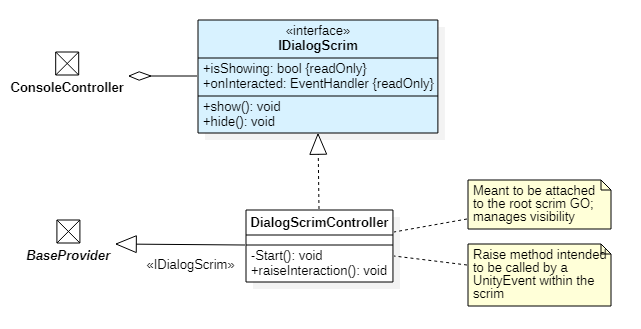 «interface»
IDialogScrim
+isShowing: bool {readOnly}
+onInteracted: EventHandler {readOnly}
+show(): void
+hide(): void
ConsoleController
DialogScrimController
-Start(): void
+raiseInteraction(): void
BaseProvider
«IDialogScrim»
Meant to be attached
to the root scrim GO;
manages visibility
Raise method intended
to be called by a
UnityEvent within the
scrim